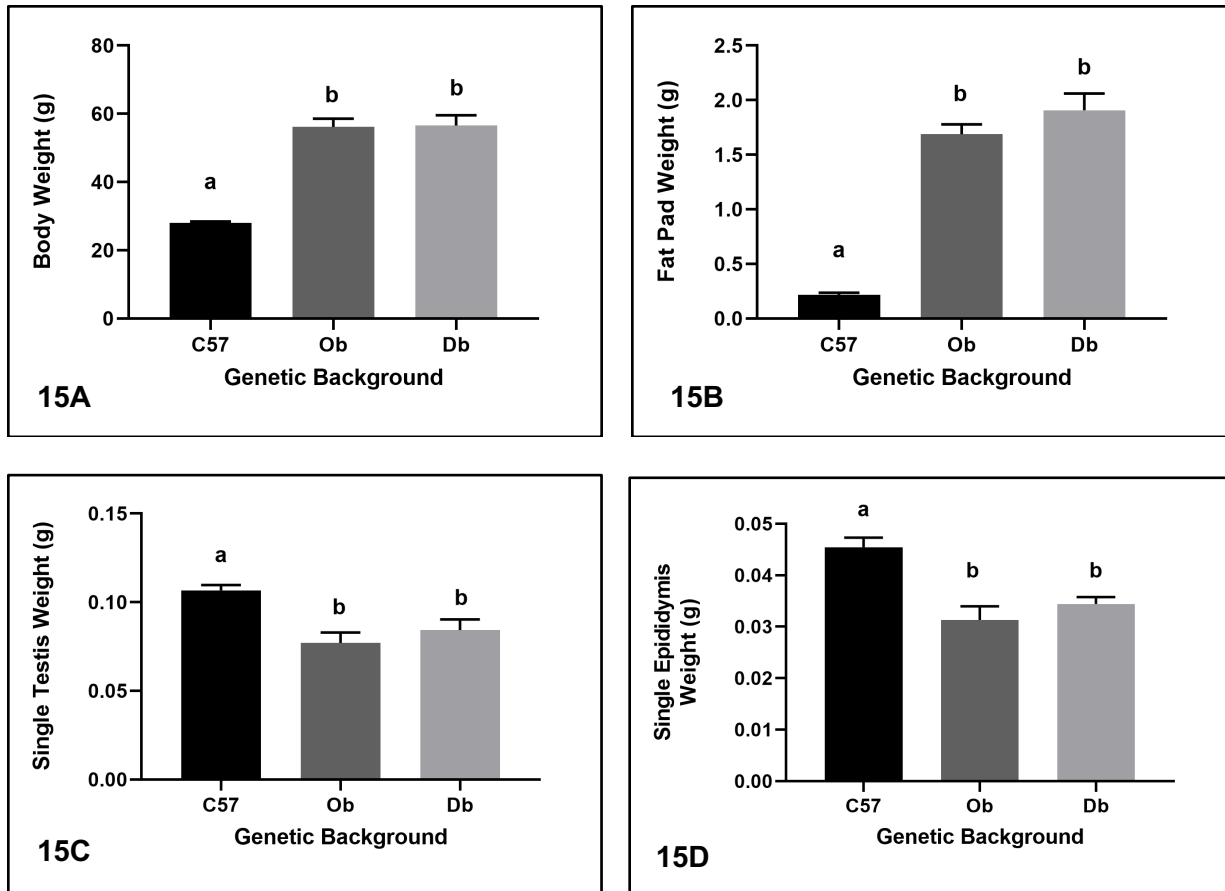 Body Weight (g)
80
60
40
20
0
a
b
b
C57
Ob
Db
Genetic Background
15A
Fat Pad Weight (g)
2.5
2.0
1.5
1.0
0.5
0.0
a
b
b
C57
Ob
Db
Genetic Background
15B
Single Testis Weight (g)
0.15
0.10
0.05
0.00
a
b
b
C57
Ob
Db
Genetic Background
15C
Single Epididymis
Weight (g)
0.05
0.04
0.03
0.02
0.01
0.00
a
b
b
C57
Ob
Db
Genetic Background
15D